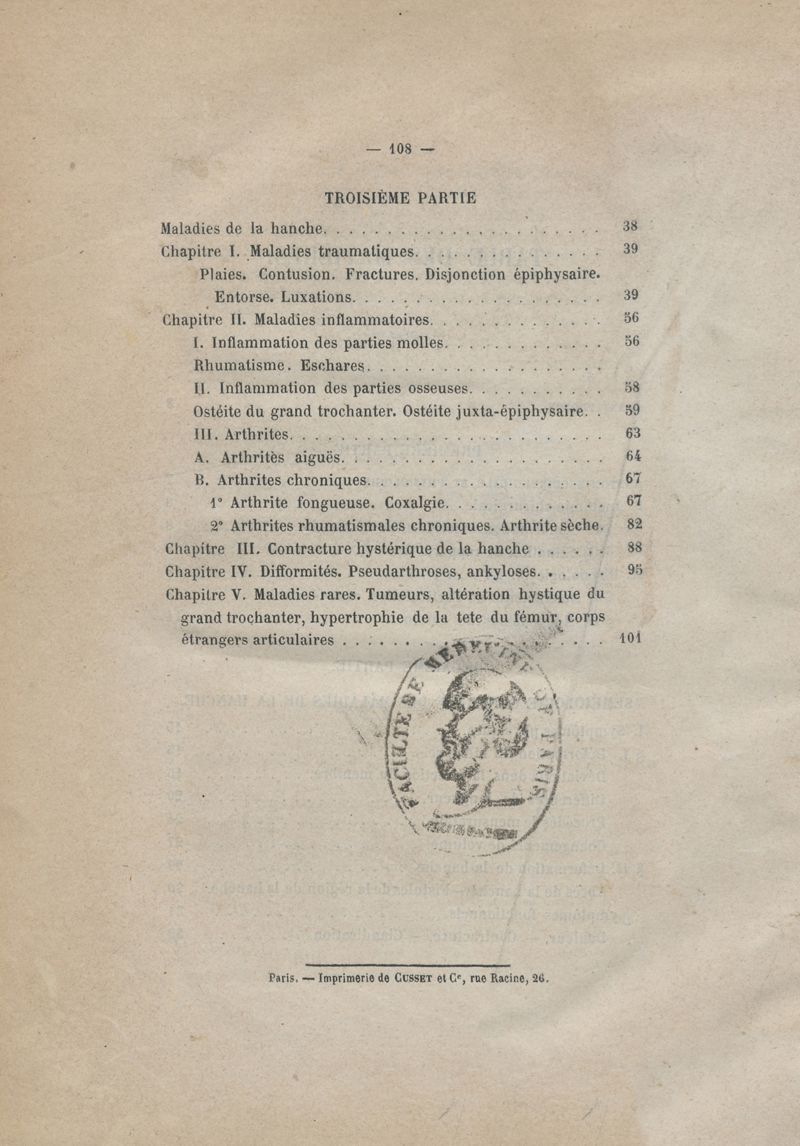 — 108 —
TROISIÈME PARTIE
Maladies de la hanche. . . . . . . . . . . . . . . . . . . . . . 38
Chapitre I. Maladies traumatiques. . . . . . . . . . . . . . . 39
Plaies. Contusion. Fractures. Disjonction épiphysaire.
Entorse. Luxations. . . . . . . . . . . . . . . . . . . . 39
Chapitre II. Maladies inflammatoires. . . . . . . . . . . . . . 56
I. Inflammation des parties molles. . . . . . . . . . . . . 56
Rhumatisme. Eschares. . . . . . . . . . . . . . . . . . .
II. Inflammation des parties osseuses. . . . . . . . . . . 58
Ostéite du grand trochanter. Ostéite juxta-épiphysaire. . 59
III. Arthrites. . . . . . . . . . . . . . . . . . . . . . . . . 63
A. Arthritès aiguës. . . . . . . . . . . . . . . . . . . . . 64
B. Arthrites chroniques. . . . . . . . . . . . . . . . . . . 67
1° Arthrite fongueuse. Coxalgie. . . . . . . . . . . . . 67
2° Arthrites rhumatismales chroniques. Arthrite sèche. 82
Chapitre III. Contracture hystérique de la hanche . . . . . . 88
Chapitre IV. Difformités. Pseudarthroses, ankyloses. . . . . . 95
Chapitre V. Maladies rares. Tumeurs, altération hystique du
grand trochanter, hypertrophie de la tete du fémur, corps
étrangers articulaires . . . . . . . . . . . . . . . . . . . . . 101
FACULTE DE MEDECINE DE PARIS
Paris. — Imprimerie de CUSSET et Cᵉ, rue Racine, 26.